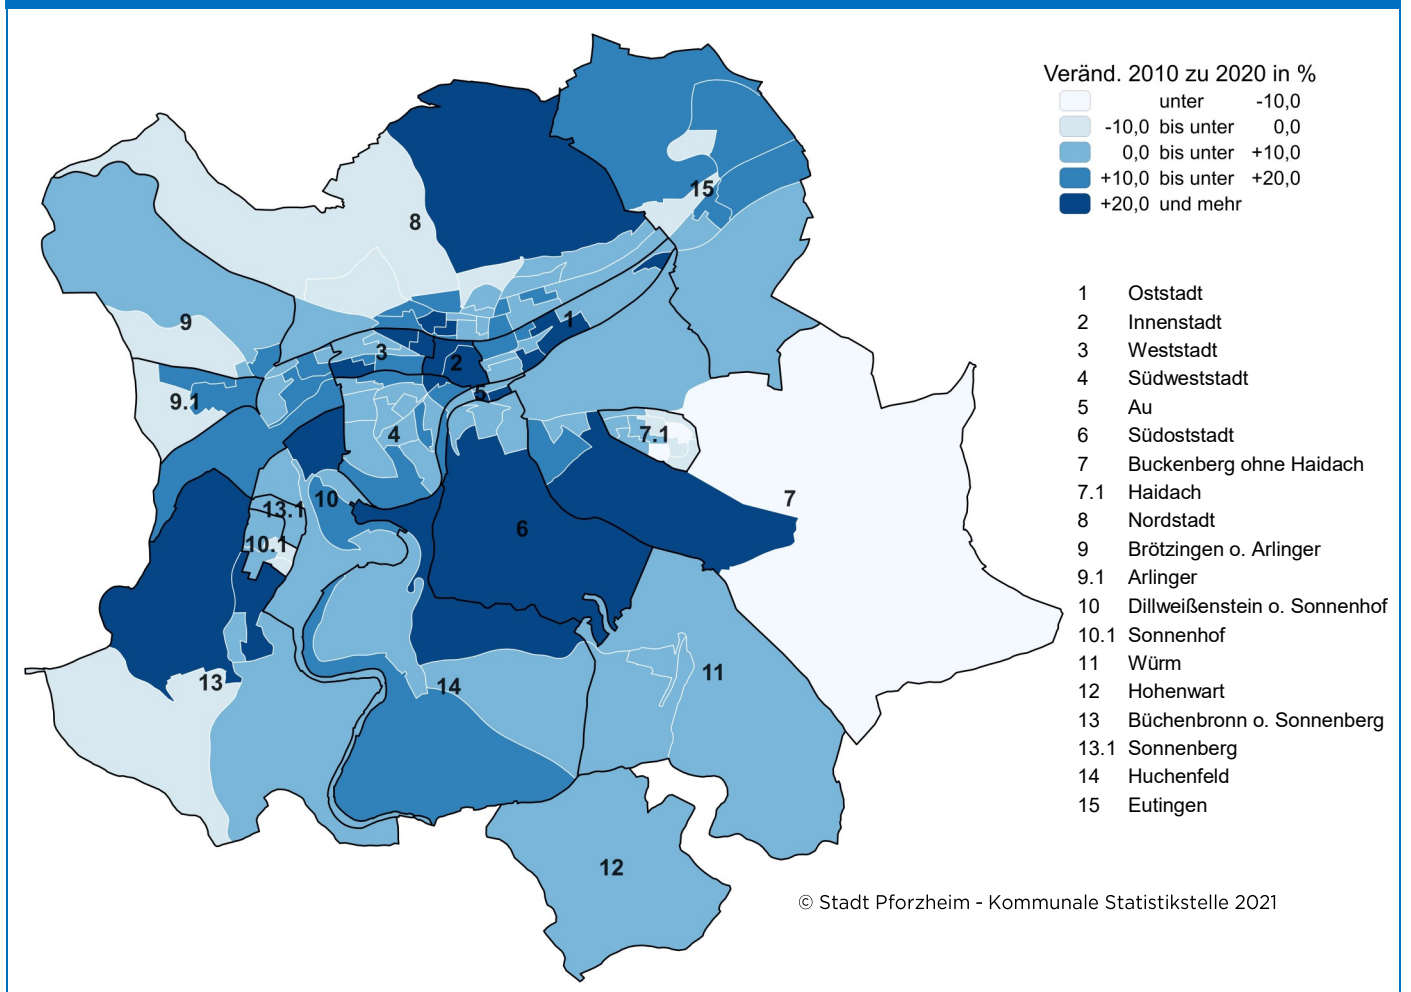 Veränd. 2010 zu 2020 in %
unter -10,0
-10,0 bis unter 0,0
0,0 bis unter +10,0
+10,0 bis unter +20,0
+20,0 und mehr
1 Oststadt
2 Innenstadt
3 Weststadt
4 Südweststadt
5 Au
6 Südoststadt
7 Buckenberg ohne Haidach
7.1 Haidach
8 Nordstadt
9 Brötzingen o. Arlinger
9.1 Arlinger
10 Dillweißenstein o. Sonnenhof
10.1 Sonnenhof
11 Würm
12 Hohenwart
13 Büchenbronn o. Sonnenberg
13.1 Sonnenberg
14 Huchenfeld
15 Eutingen
15
8
9
1
3
2
9.1
5
4
7.1
10
7
13.1
6
10.1
11
13
14
12
© Stadt Pforzheim - Kommunale Statistikstelle 2021